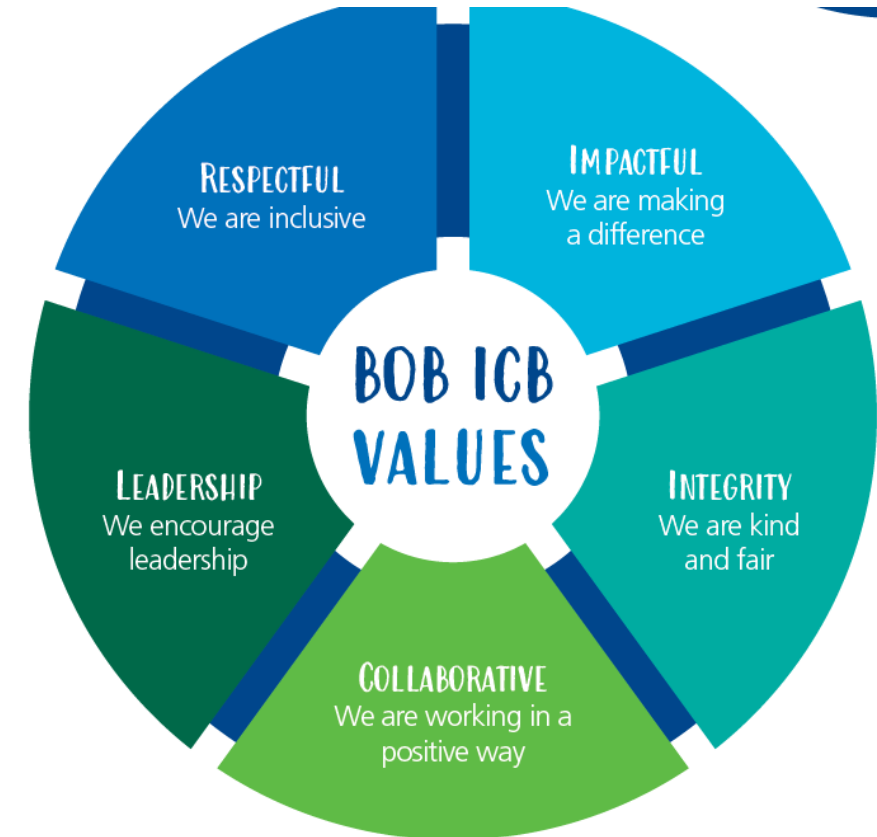 RESPECTFUL
We are inclusive
IMPACTFUL
We are making
a difference
BOB ICB
VALUES
LEADERSHIP
We encourage
leadership
INTEGRITY
We are kind
and fair
COLLABORATIVE
We are working in a
positive way